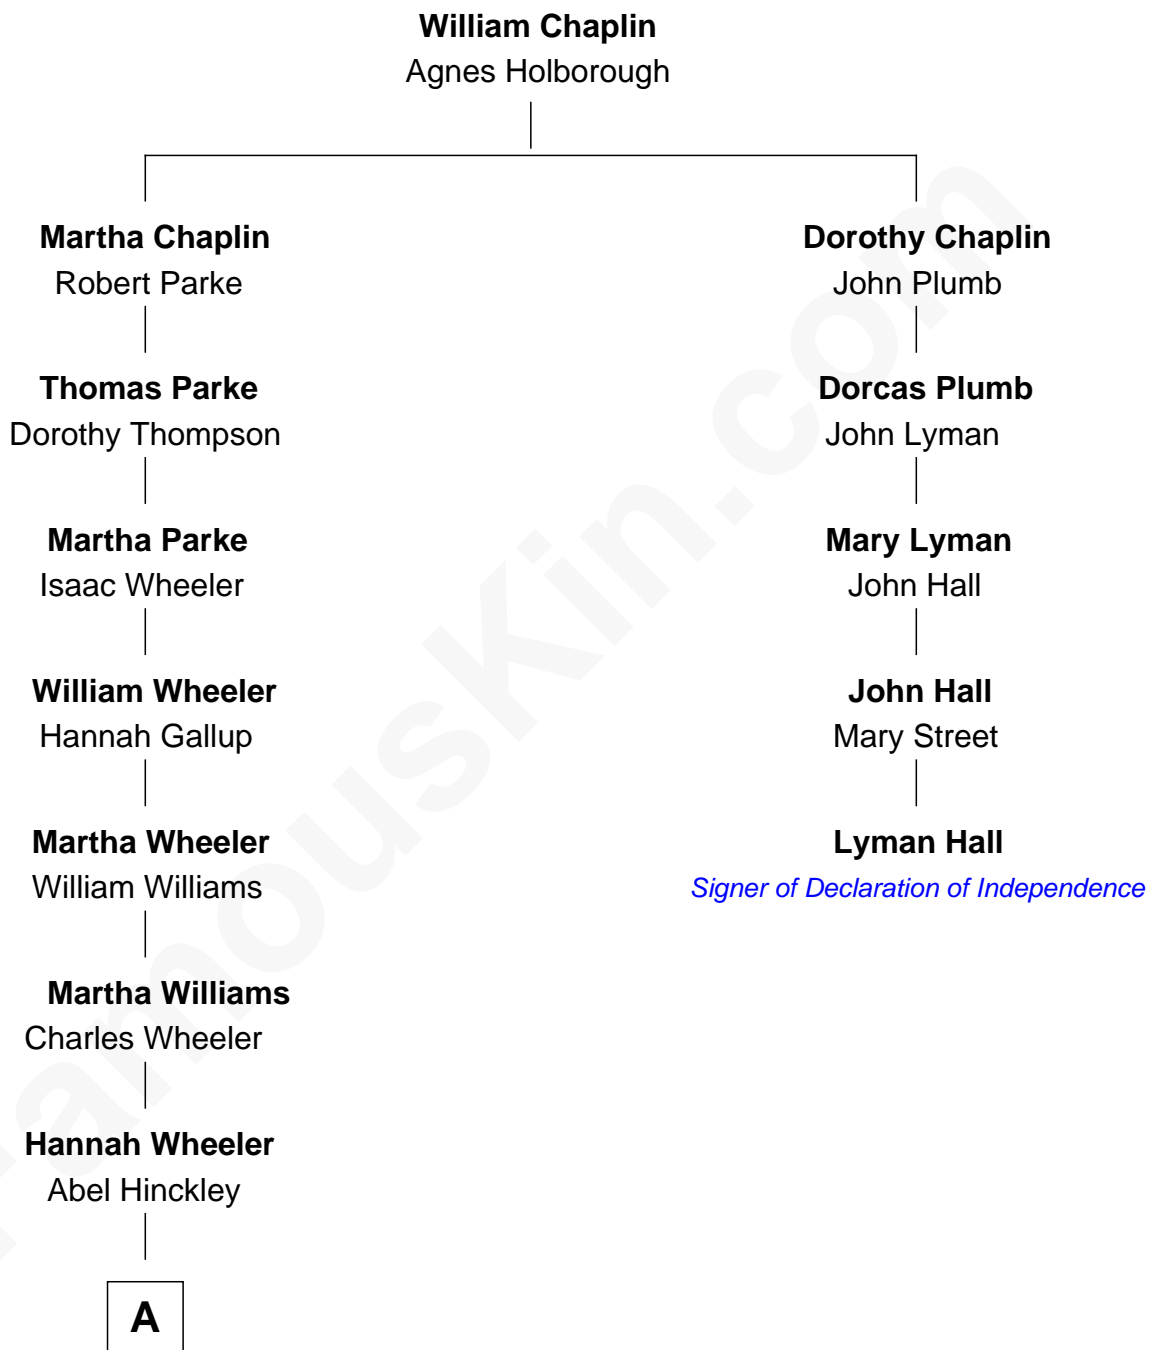 William Chaplin
Agnes Holborough
Martha Chaplin
Robert Parke
Thomas Parke
Dorothy Thompson
Martha Parke
Isaac Wheeler
William Wheeler
Hannah Gallup
Martha Wheeler
William Williams
Martha Williams
Charles Wheeler
Hannah Wheeler
Abel Hinckley
A
Dorothy Chaplin
John Plumb
Dorcas Plumb
John Lyman
Mary Lyman
John Hall
John Hall
Mary Street
Lyman Hall
Signer of Declaration of Independence
FamousKin.com